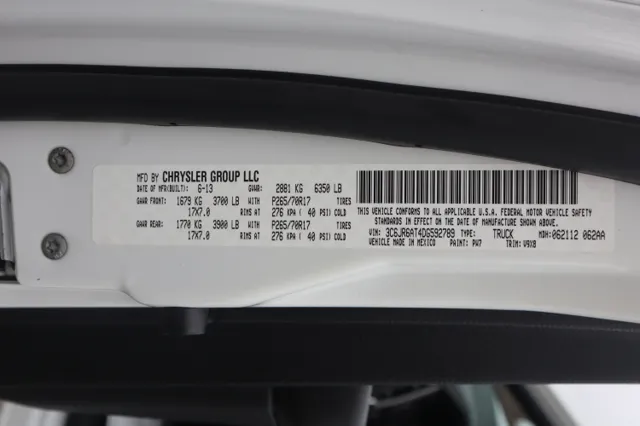 MFD BY CHRYSLER GROUP LLC
DATE OF MFR(BUILT): 6-13 GVWR: 2881 KG 6350 LB
GAWR FRONT: 1679 KG 3700 LB WITH P265/70R17 TIRES
17X7.0 RIMS AT 276 KPA ( 40 PSI) COLD
GAWR REAR: 1770 KG 3900 LB WITH P265/70R17 TIRES
17X7.0 RIMS AT 276 KPA ( 40 PSI) COLD
THIS VEHICLE CONFORMS TO ALL APPLICABLE U.S.A. FEDERAL MOTOR VEHICLE SAFETY
STANDARDS IN EFFECT ON THE DATE OF MANUFACTURE SHOWN ABOVE.
VIN: 3C6JR6AT4DG592789 TYPE: TRUCK MDH: 062112 062AA
VEHICLE MADE IN MEXICO PAINT: PW7 TRIM: V9X8